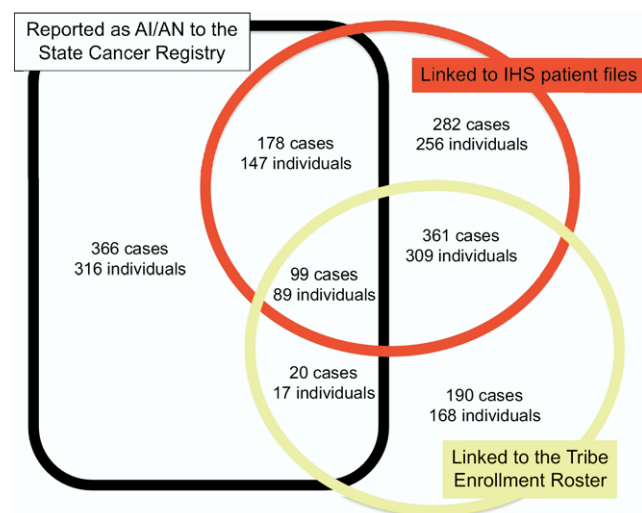 Reported as AI/AN to the
State Cancer Registry
Linked to IHS patient files
178 cases
147 individuals
282 cases
256 individuals
366 cases
316 individuals
99 cases
89 individuals
361 cases
309 individuals
20 cases
17 individuals
190 cases
168 individuals
Linked to the Tribe
Enrollment Roster